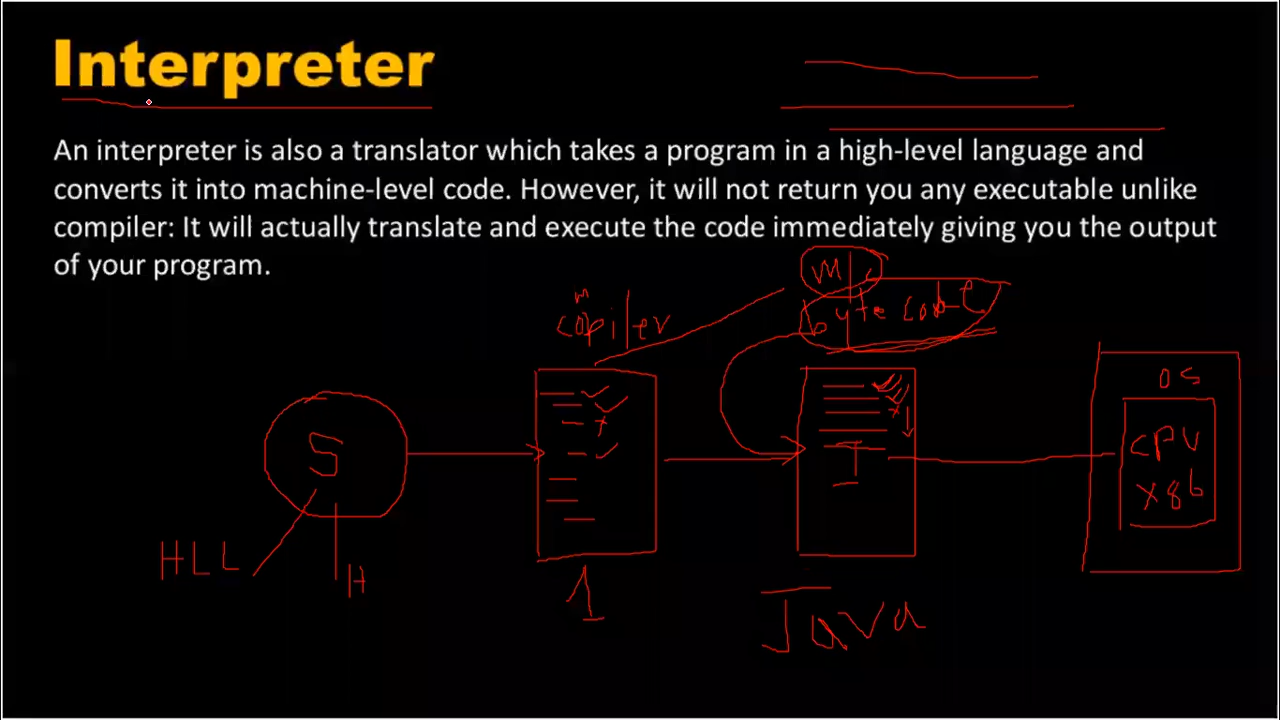 Interpreter
An interpreter is also a translator which takes a program in a high-level language and
converts it into machine-level code. However, it will not return you any executable unlike
compiler: It will actually translate and execute the code immediately giving you the output
of your program.
m
copiler
byte code
OS
CPU
X86
S
I
HLL
H
1
Java